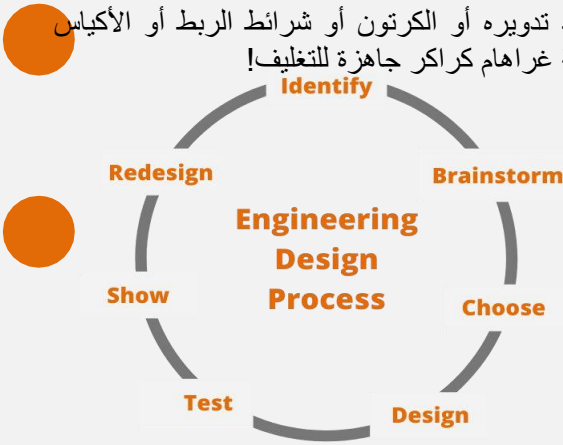 تدويره أو الكرتون أو شرائط الربط أو الأكياس
غراهام كراكر جاهزة للتغليف!
Identify
Brainstorm
Choose
Design
Test
Show
Redesign
Engineering
Design
Process